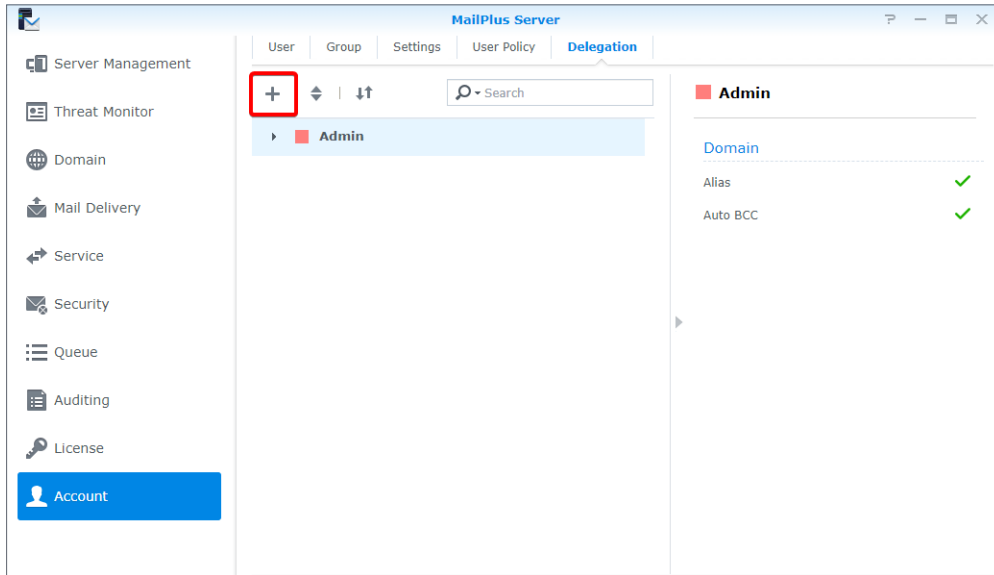 MailPlus Server
Server Management
Threat Monitor
Domain
Mail Delivery
Service
Security
Queue
Auditing
License
Account
User Group Settings User Policy Delegation
Search
Admin
Admin
Domain
Alias
Auto BCC